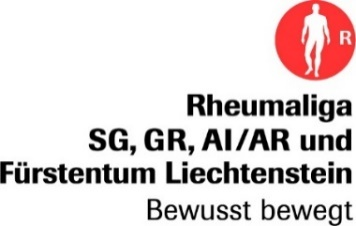 R
Rheumaliga
SG, GR, AI/AR und
Fürstentum Liechtenstein
Bewusst bewegt